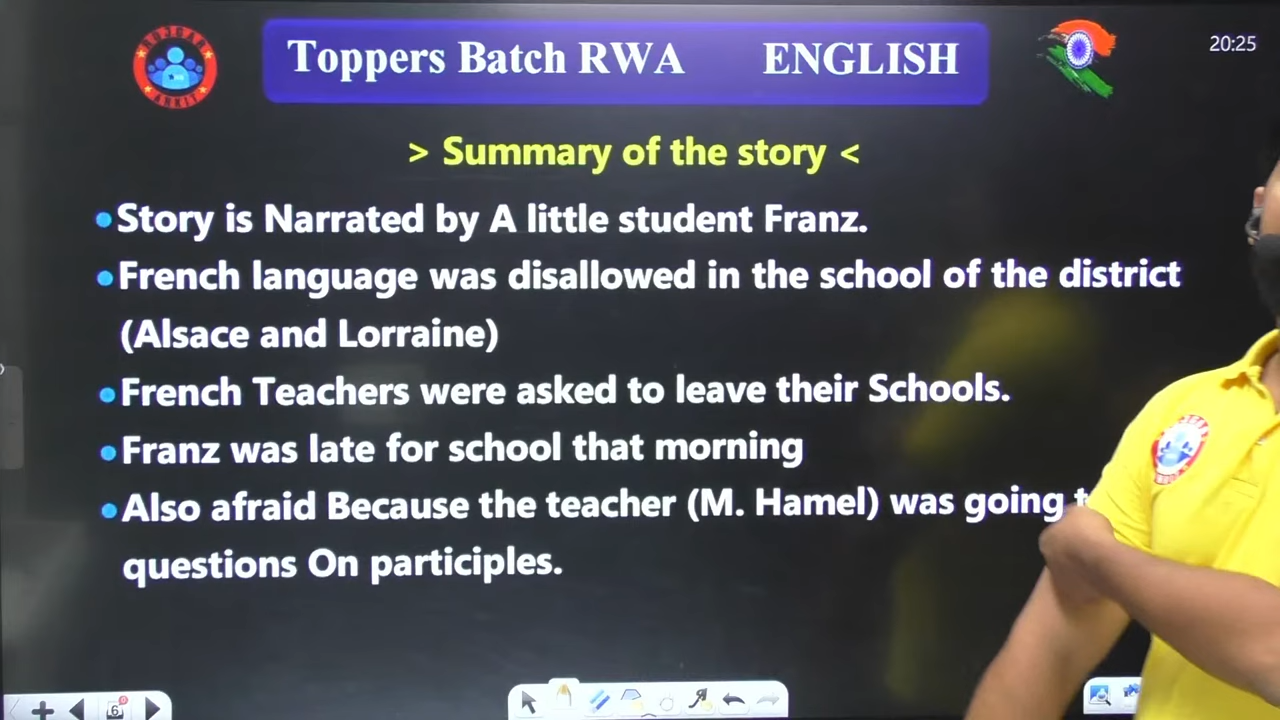 Toppers Batch RWA ENGLISH
20:25
> Summary of the story <
Story is Narrated by A little student Franz.
French language was disallowed in the school of the district
(Alsace and Lorraine)
French Teachers were asked to leave their Schools.
Franz was late for school that morning
Also afraid Because the teacher (M. Hamel) was going
questions On participles.